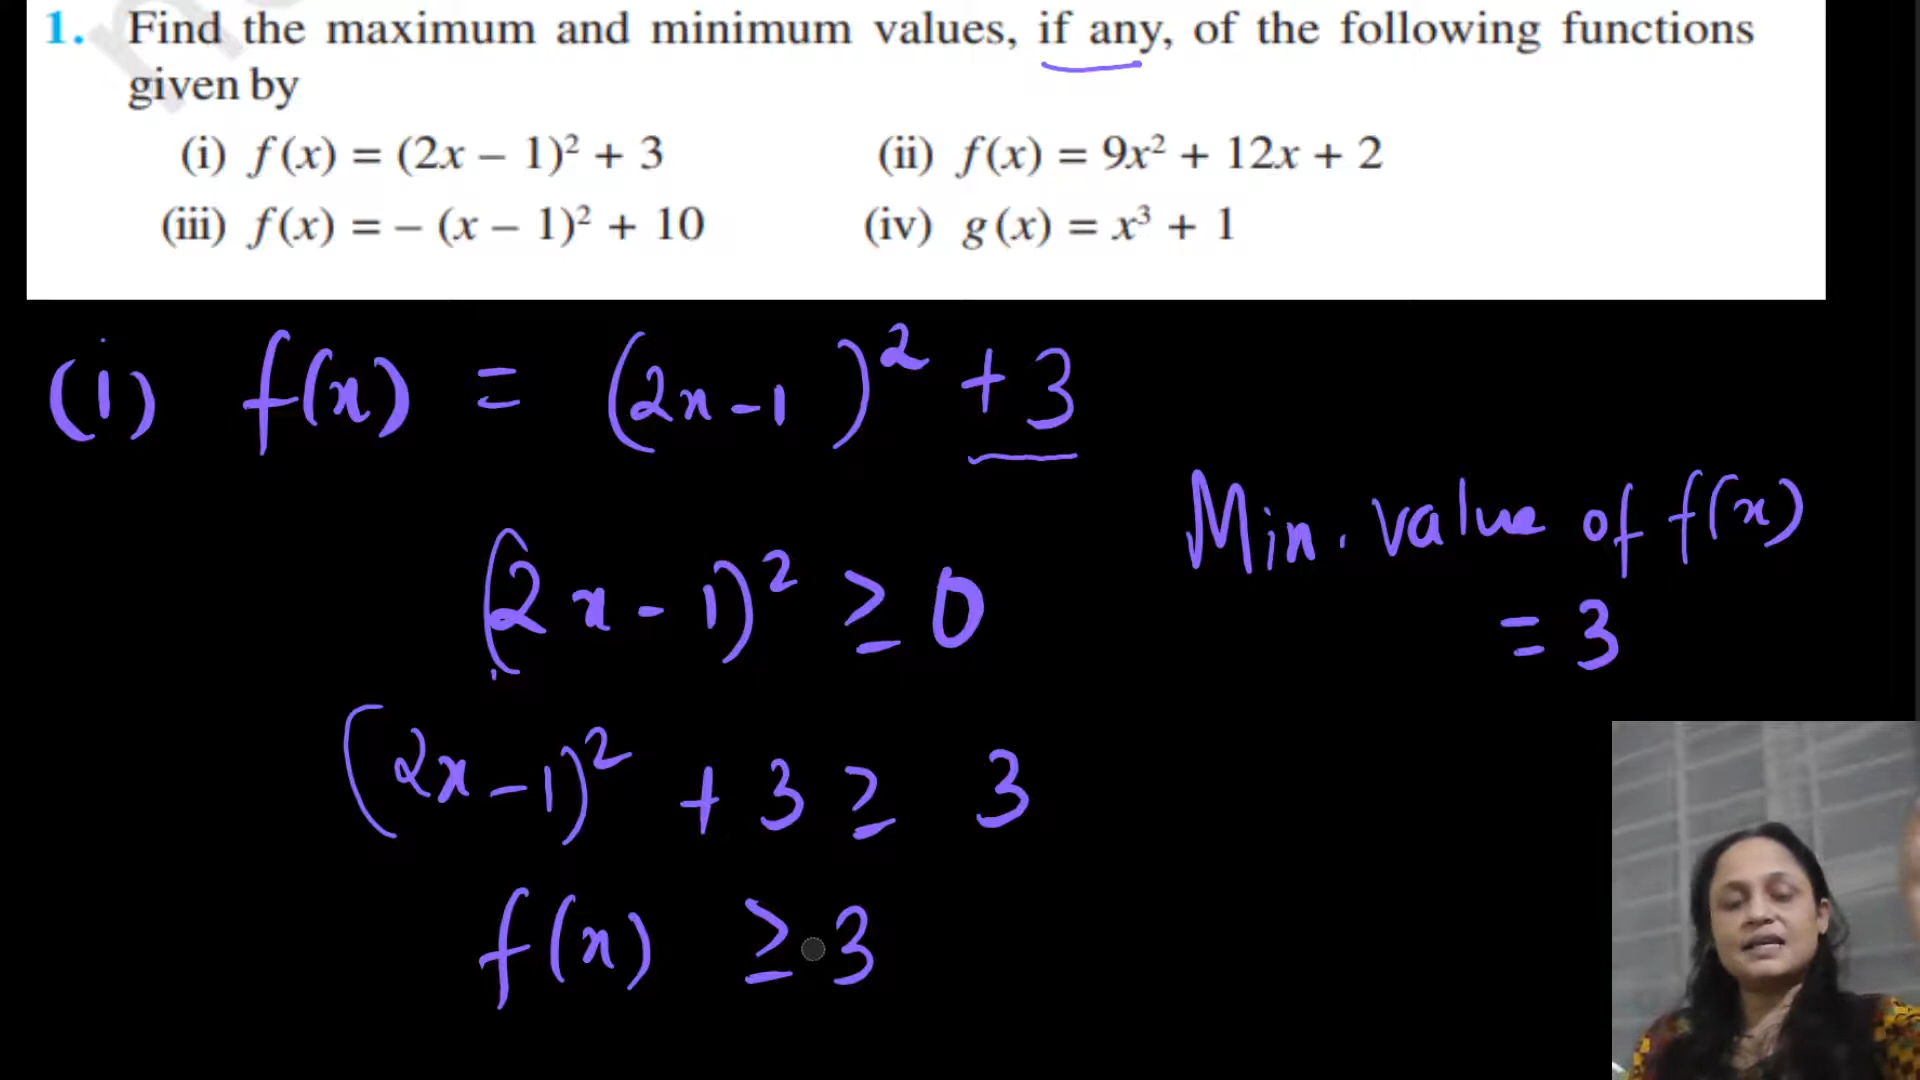 1. Find the maximum and minimum values, if any, of the following functions
given by
(i) f(x) = (2x – 1)² + 3 (ii) f(x) = 9x² + 12x + 2
(iii) f(x) = – (x – 1)² + 10 (iv) g(x) = x³ + 1
(i) f(x) = (2x-1)² +3
(2x-1)² ≥ 0
(2x-1)² + 3 ≥ 3
f(x) ≥ 3
Min. value of f(x)
= 3